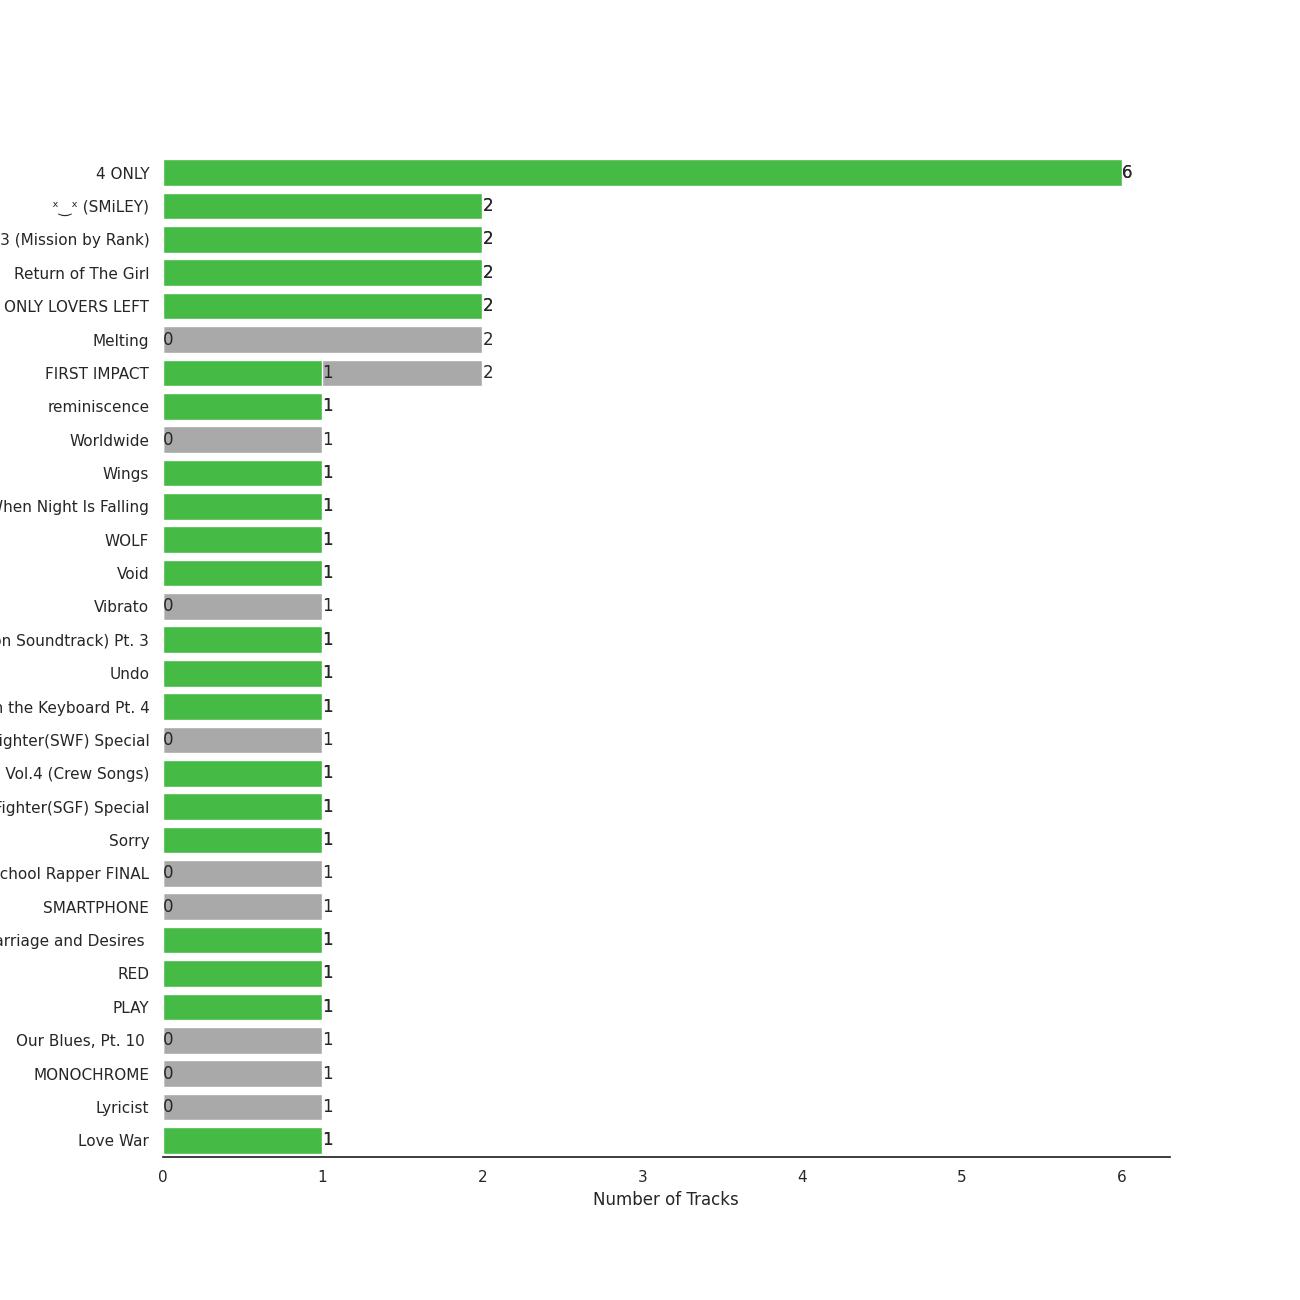 4 ONLY 6
ˣ‿ˣ (SMiLEY) 2
3 (Mission by Rank) 2
Return of The Girl 2
ONLY LOVERS LEFT 2
Melting 0 2
FIRST IMPACT 1 2
reminiscence 1
Worldwide 0 1
Wings 1
When Night Is Falling 1
WOLF 1
Void 1
Vibrato 0 1
Soundtrack) Pt. 3 1
Undo 1
the Keyboard Pt. 4 1
ighter(SWF) Special 0 1
Vol.4 (Crew Songs) 1
Fighter(SGF) Special 1
Sorry 1
chool Rapper FINAL 0 1
SMARTPHONE 0 1
arriage and Desires 1
RED 1
PLAY 1
Our Blues, Pt. 10 0 1
MONOCHROME 0 1
Lyricist 0 1
Love War 1
0 1 2 3 4 5 6
Number of Tracks